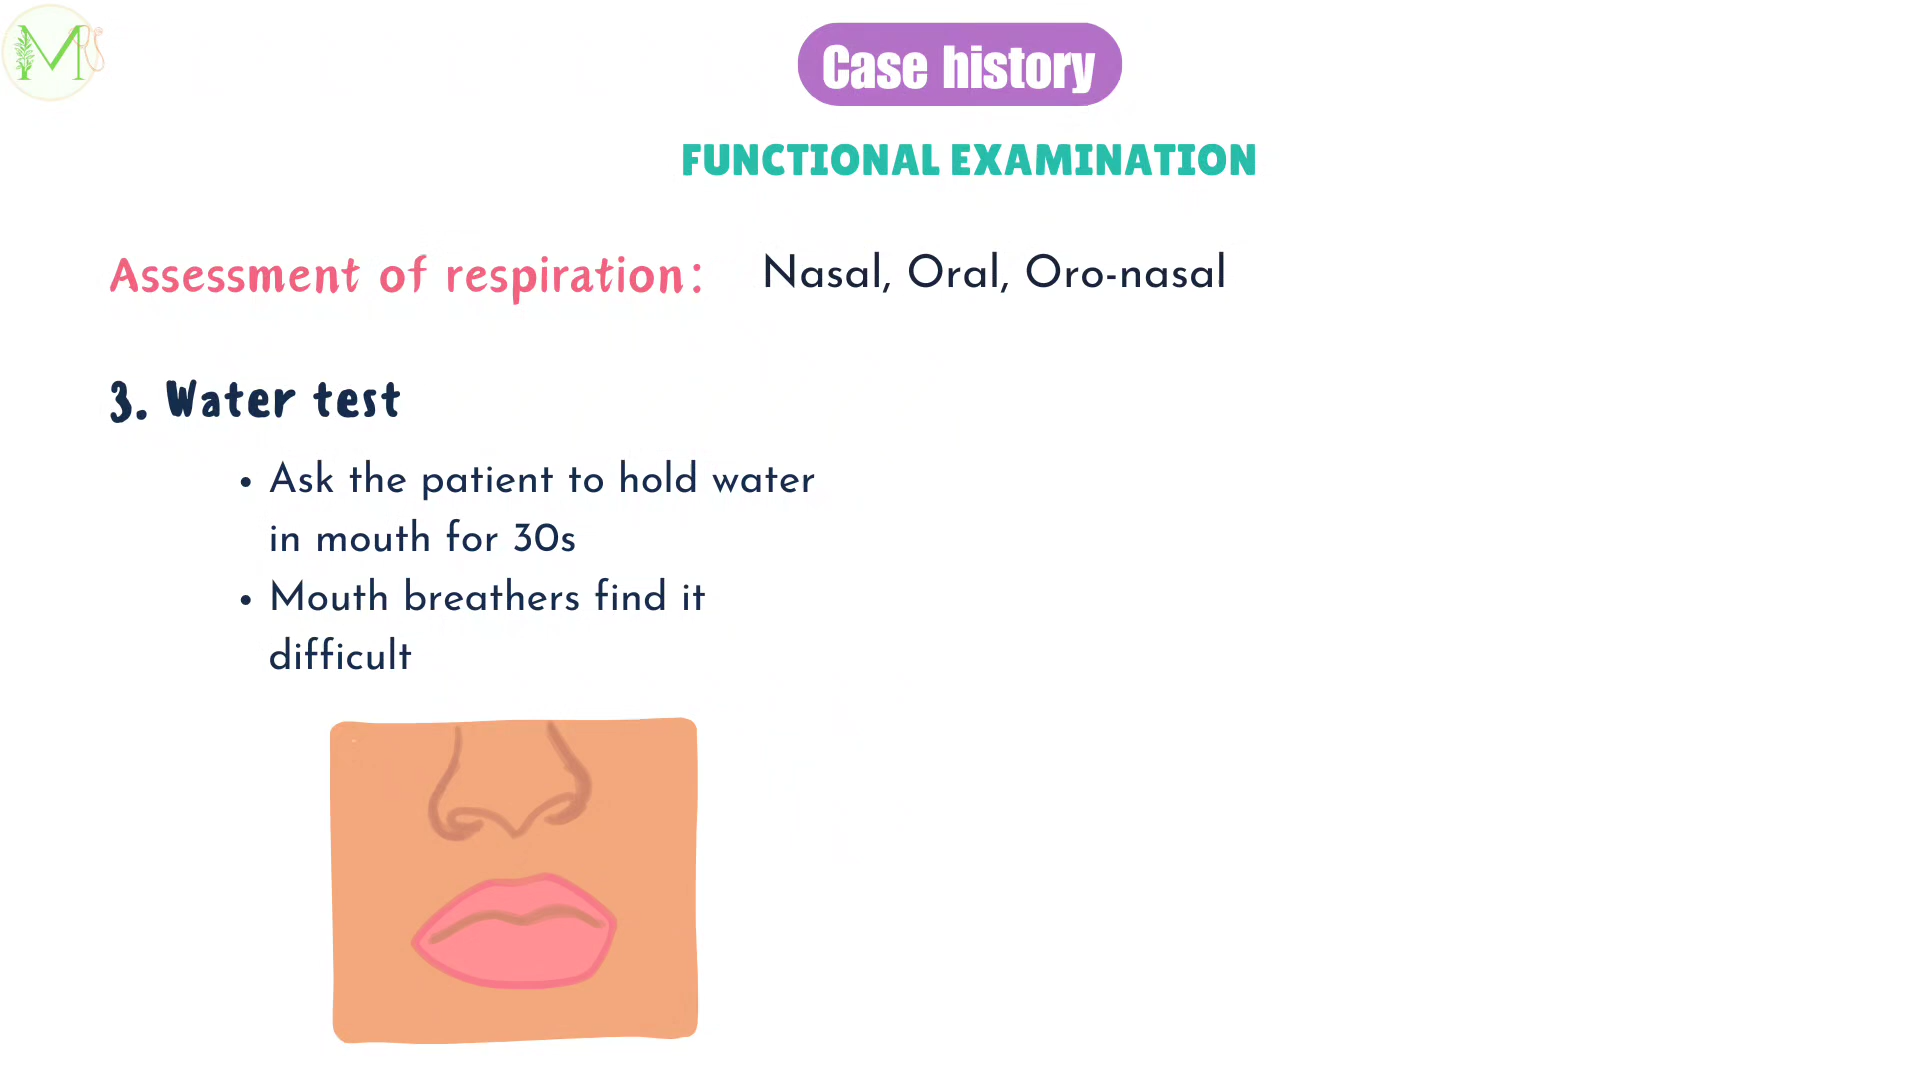 M
Case history
FUNCTIONAL EXAMINATION
Assessment of respiration: Nasal, Oral, Oro-nasal
3. Water test
• Ask the patient to hold water
in mouth for 30s
• Mouth breathers find it
difficult